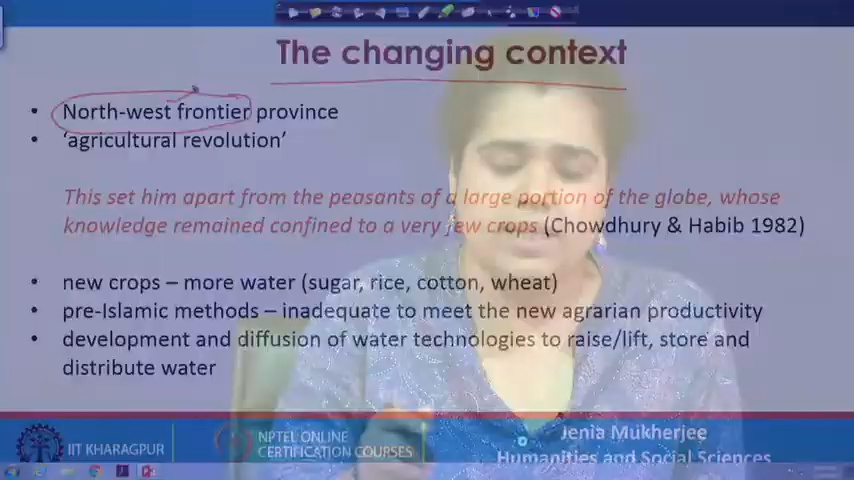 The changing context
• North-west frontier province
• 'agricultural revolution'
This set him apart from the peasants of a large portion of the globe, whose
knowledge remained confined to a very few crops (Chowdhury & Habib 1982)
• new crops – more water (sugar, rice, cotton, wheat)
• pre-Islamic methods – inadequate to meet the new agrarian productivity
• development and diffusion of water technologies to raise/lift, store and
distribute water
IIT KHARAGPUR
NPTEL ONLINE
CERTIFICATION COURSES
Jenia Mukherjee
Humanities and Social Sciences